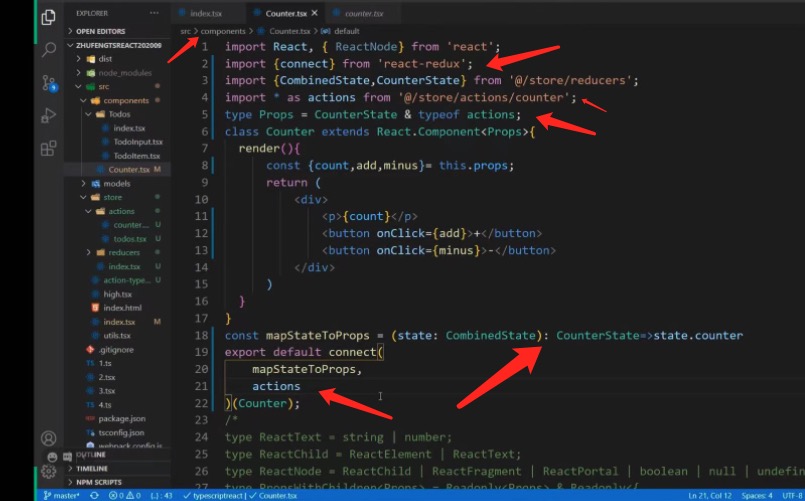 index.tsx
Counter.tsx
counter.tsx
src > components > Counter.tsx > default
EXPLORER
OPEN EDITORS
ZHUFENGTSREACT202009
dist
node_modules
src
components
Todos
index.tsx
TodoInput.tsx
TodoItem.tsx
Counter.tsx M
models
store
actions
counter.... U
todos.tsx U
reducers
index.tsx U
action-type... U
high.tsx
index.html
index.tsx M
utils.tsx
.gitignore
1.ts
2.tsx
3.tsx
4.ts
package.json
tsconfig.json
webpack.config.js
OUTLINE
TIMELINE
NPM SCRIPTS
1 import React, { ReactNode} from 'react';
2 import {connect} from 'react-redux';
3 import {CombinedState,CounterState} from '@/store/reducers';
4 import * as actions from '@/store/actions/counter';
5 type Props = CounterState & typeof actions;
6 class Counter extends React.Component<Props>{
7 render(){
8 const {count,add,minus}= this.props;
9 return (
10 <div>
11 <p>{count}</p>
12 <button onClick={add}>+</button>
13 <button onClick={minus}>-</button>
14 </div>
15 )
16 }
17 }
18 const mapStateToProps = (state: CombinedState): CounterState=>state.counter
19 export default connect(
20 mapStateToProps,
21 actions
22 )(Counter);
23 /*
24 type ReactText = string | number;
25 type ReactChild = ReactElement | ReactText;
26 type ReactNode = ReactChild | ReactFragment | ReactPortal | boolean | null | undefin
27 type PropsWithChildren<Props> = Readonly<Props> & Readonly<{
master* 0 0 {..}: 43 typescriptreact | Counter.tsx Ln 21, Col 12 Spaces: 4 UTF-8